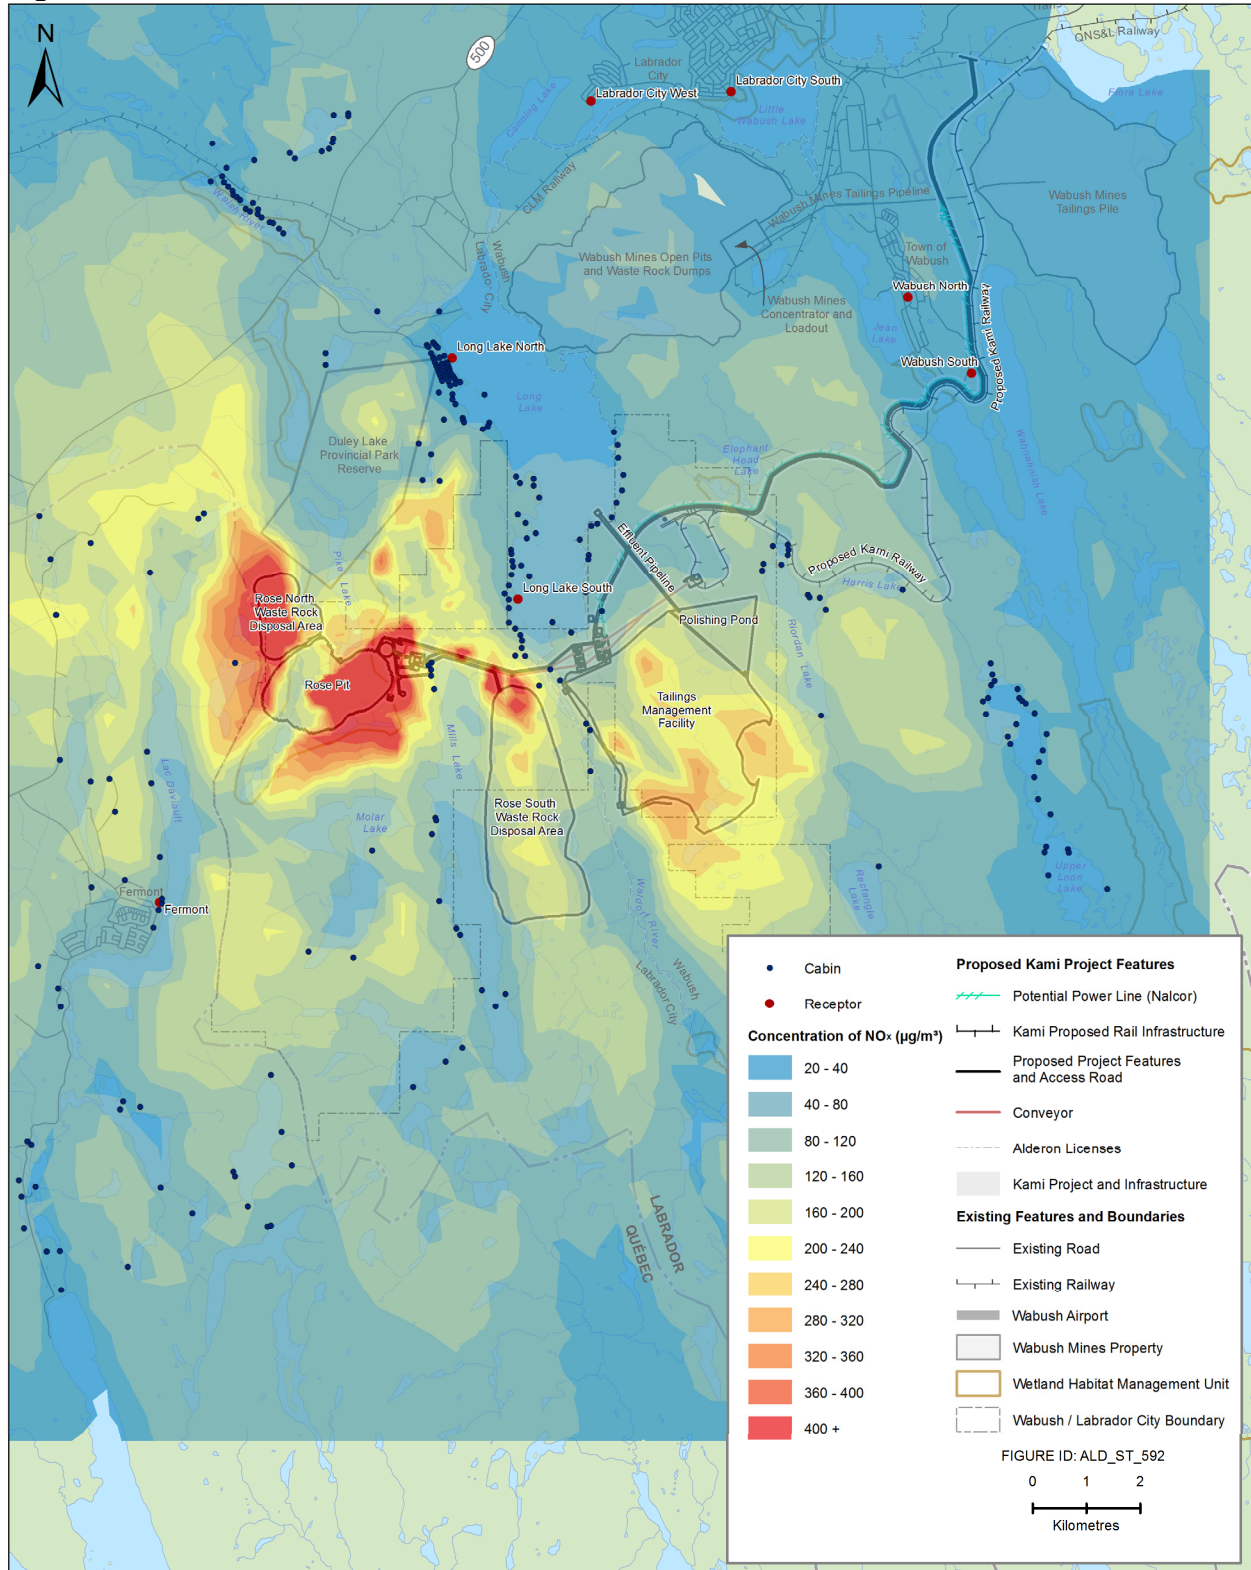 N
500
Trans
QNS&L Railway
Labrador
City
Labrador City South
Labrador City West
Canning Lake
Little
Wabush Lake
Flora Lake
CLM Railway
Wabush Mines Tailings Pipeline
Wabush Mines
Tailings Pile
Walsh River
Wabush
Labrador City
Wabush Mines Open Pits
and Waste Rock Dumps
Town of
Wabush
Wabush North
Wabush Mines
Concentrator and
Loadout
Jean
Lake
Proposed Kami Railway
Long Lake North
Wabush South
Long
Lake
Duley Lake
Provincial Park
Reserve
Elephant
Head
Lake
Wahnahnish Lake
Effluent Pipeline
Pike Lake
Proposed Kami Railway
Harris Lake
Long Lake South
Rose North
Waste Rock
Disposal Area
Polishing Pond
Riordan Lake
Rose Pit
Tailings
Management
Facility
Mills Lake
Lac Daviault
Rose South
Waste Rock
Disposal Area
Molar
Lake
Upper
Loon
Lake
Rectangle
Lake
Fermont
Fermont
Waldorf River
Wabush
Labrador City
LABRADOR
QUÉBEC
Cabin
Receptor
Concentration of NOx (µg/m³)
20 - 40
40 - 80
80 - 120
120 - 160
160 - 200
200 - 240
240 - 280
280 - 320
320 - 360
360 - 400
400 +
Proposed Kami Project Features
Potential Power Line (Nalcor)
Kami Proposed Rail Infrastructure
Proposed Project Features
and Access Road
Conveyor
Alderon Licenses
Kami Project and Infrastructure
Existing Features and Boundaries
Existing Road
Existing Railway
Wabush Airport
Wabush Mines Property
Wetland Habitat Management Unit
Wabush / Labrador City Boundary
FIGURE ID: ALD_ST_592
0 1 2
Kilometres